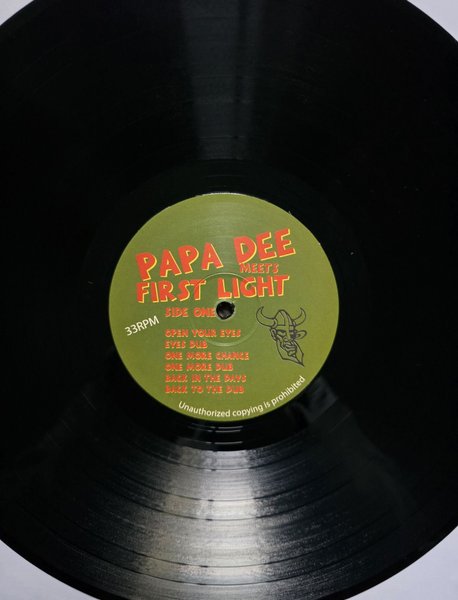 PAPA DEE
MEETS
FIRST LIGHT
SIDE ONE
33RPM
OPEN YOUR EYES
EYES DUB
ONE MORE CHANCE
ONE MORE DUB
BACK IN THE DAYS
BACK TO THE DUB
Unauthorized copying is prohibited